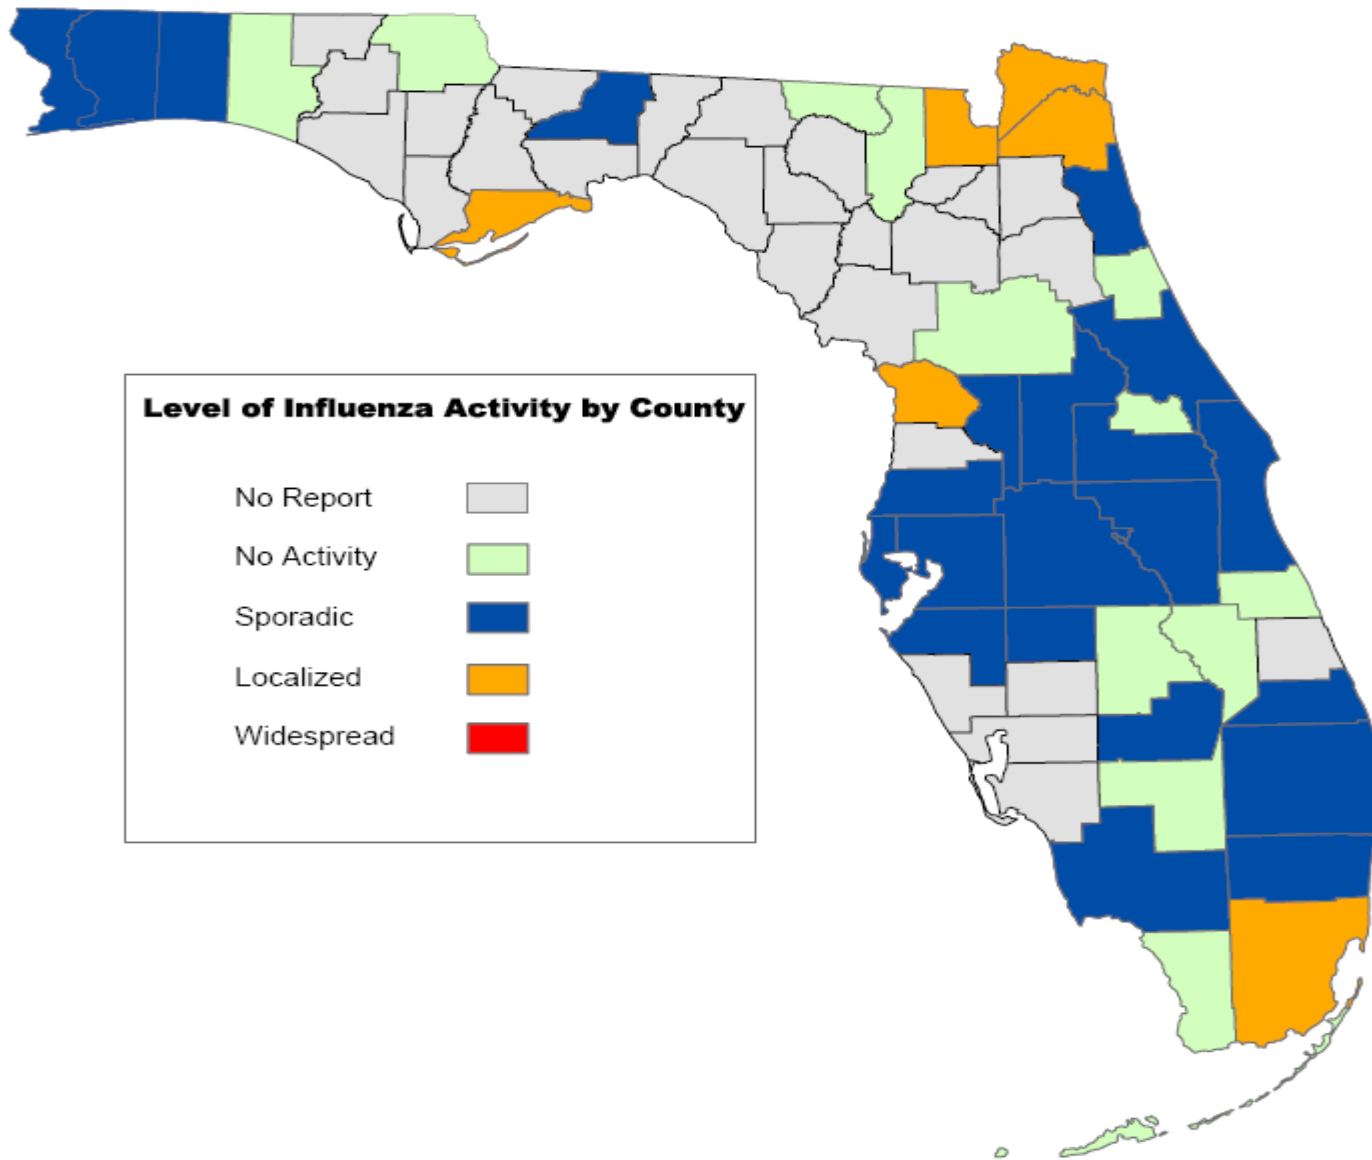 Level of Influenza Activity by County
No Report
No Activity
Sporadic
Localized
Widespread